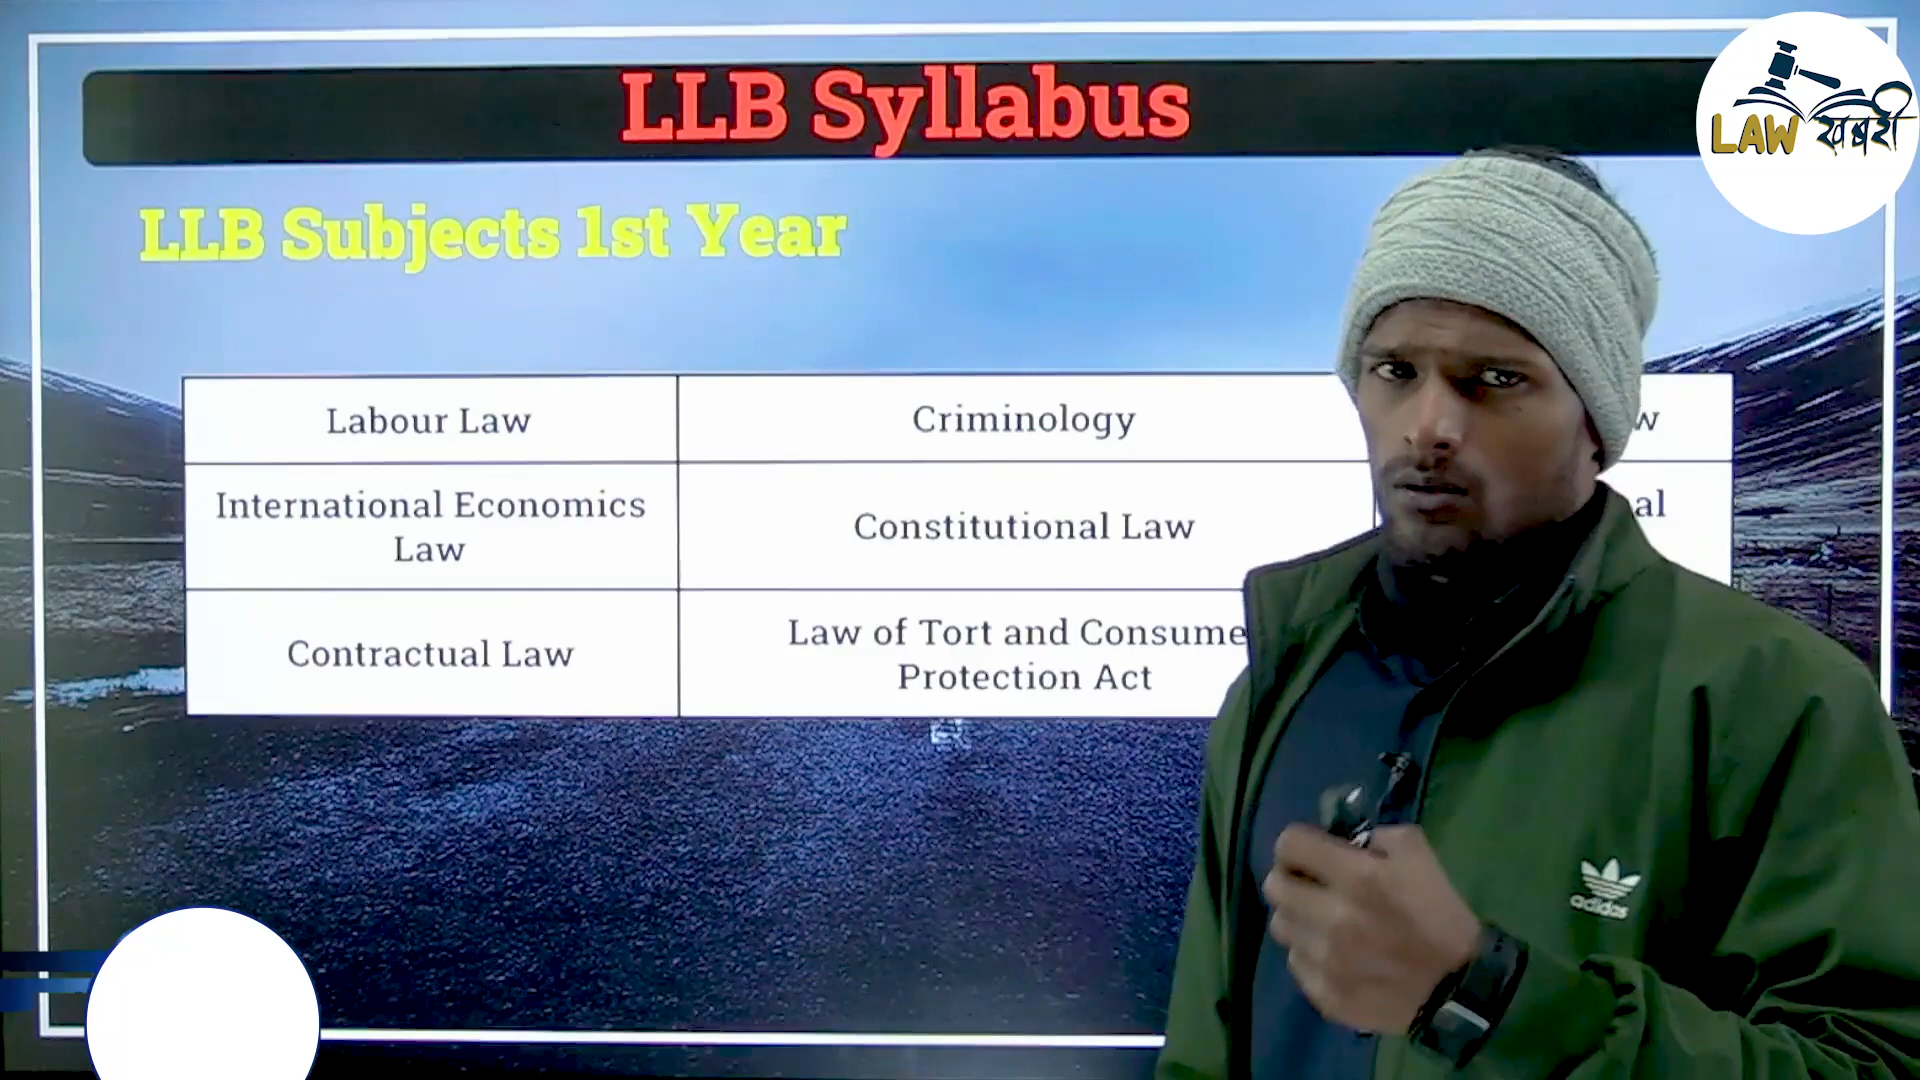 LLB Syllabus
LAW खबरी
LLB Subjects 1st Year
Labour Law
Criminology
International Economics
Law
Constitutional Law
Contractual Law
Law of Tort and Consume
Protection Act
adidas